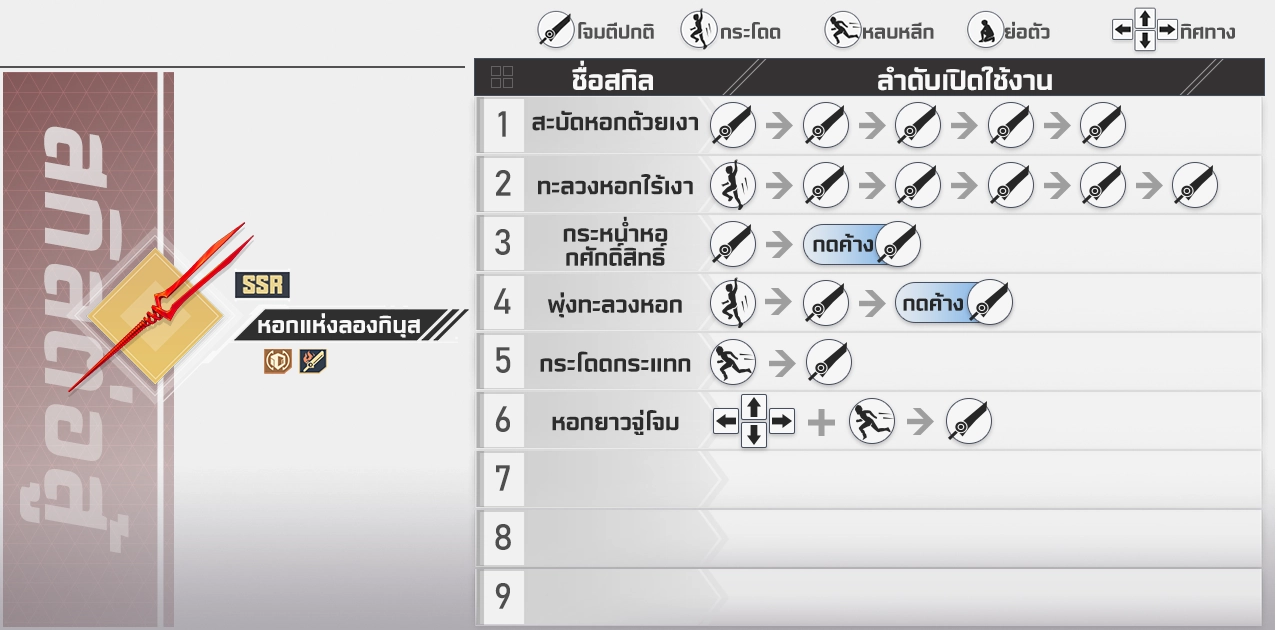 โจมตีปกติ
กระโดด
หลบหลีก
ย่อตัว
ทิศทาง
สกิลต่อสู้
SSR
หอกแห่งลองกินุส
ชื่อสกิล
ลำดับเปิดใช้งาน
1 สะบัดหอกด้วยเงา
2 ทะลวงหอกไร้เงา
3 กระหน่ำหอ
กศักดิ์สิทธิ์
กดค้าง
4 พุ่งทะลวงหอก
กดค้าง
5 กระโดดกระแทก
6 หอกยาวจู่โจม
7
8
9